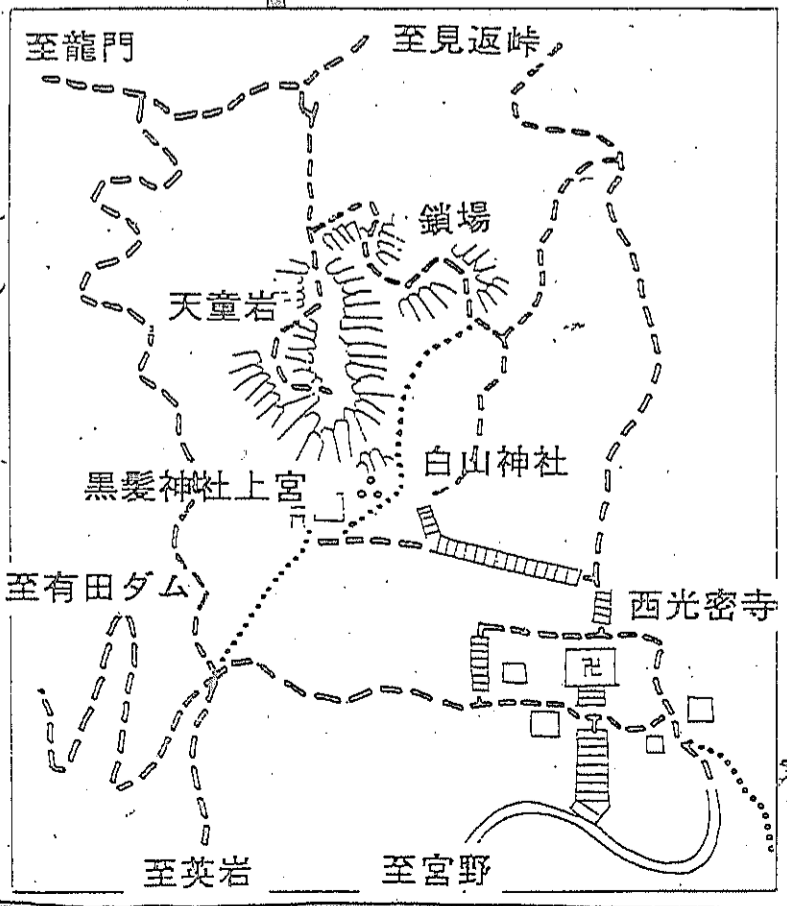 至龍門
至見返峠
鎖場
天童岩
白山神社
黒髪神社上宮
至有田ダム
西光密寺
卍
至英岩
至宮野